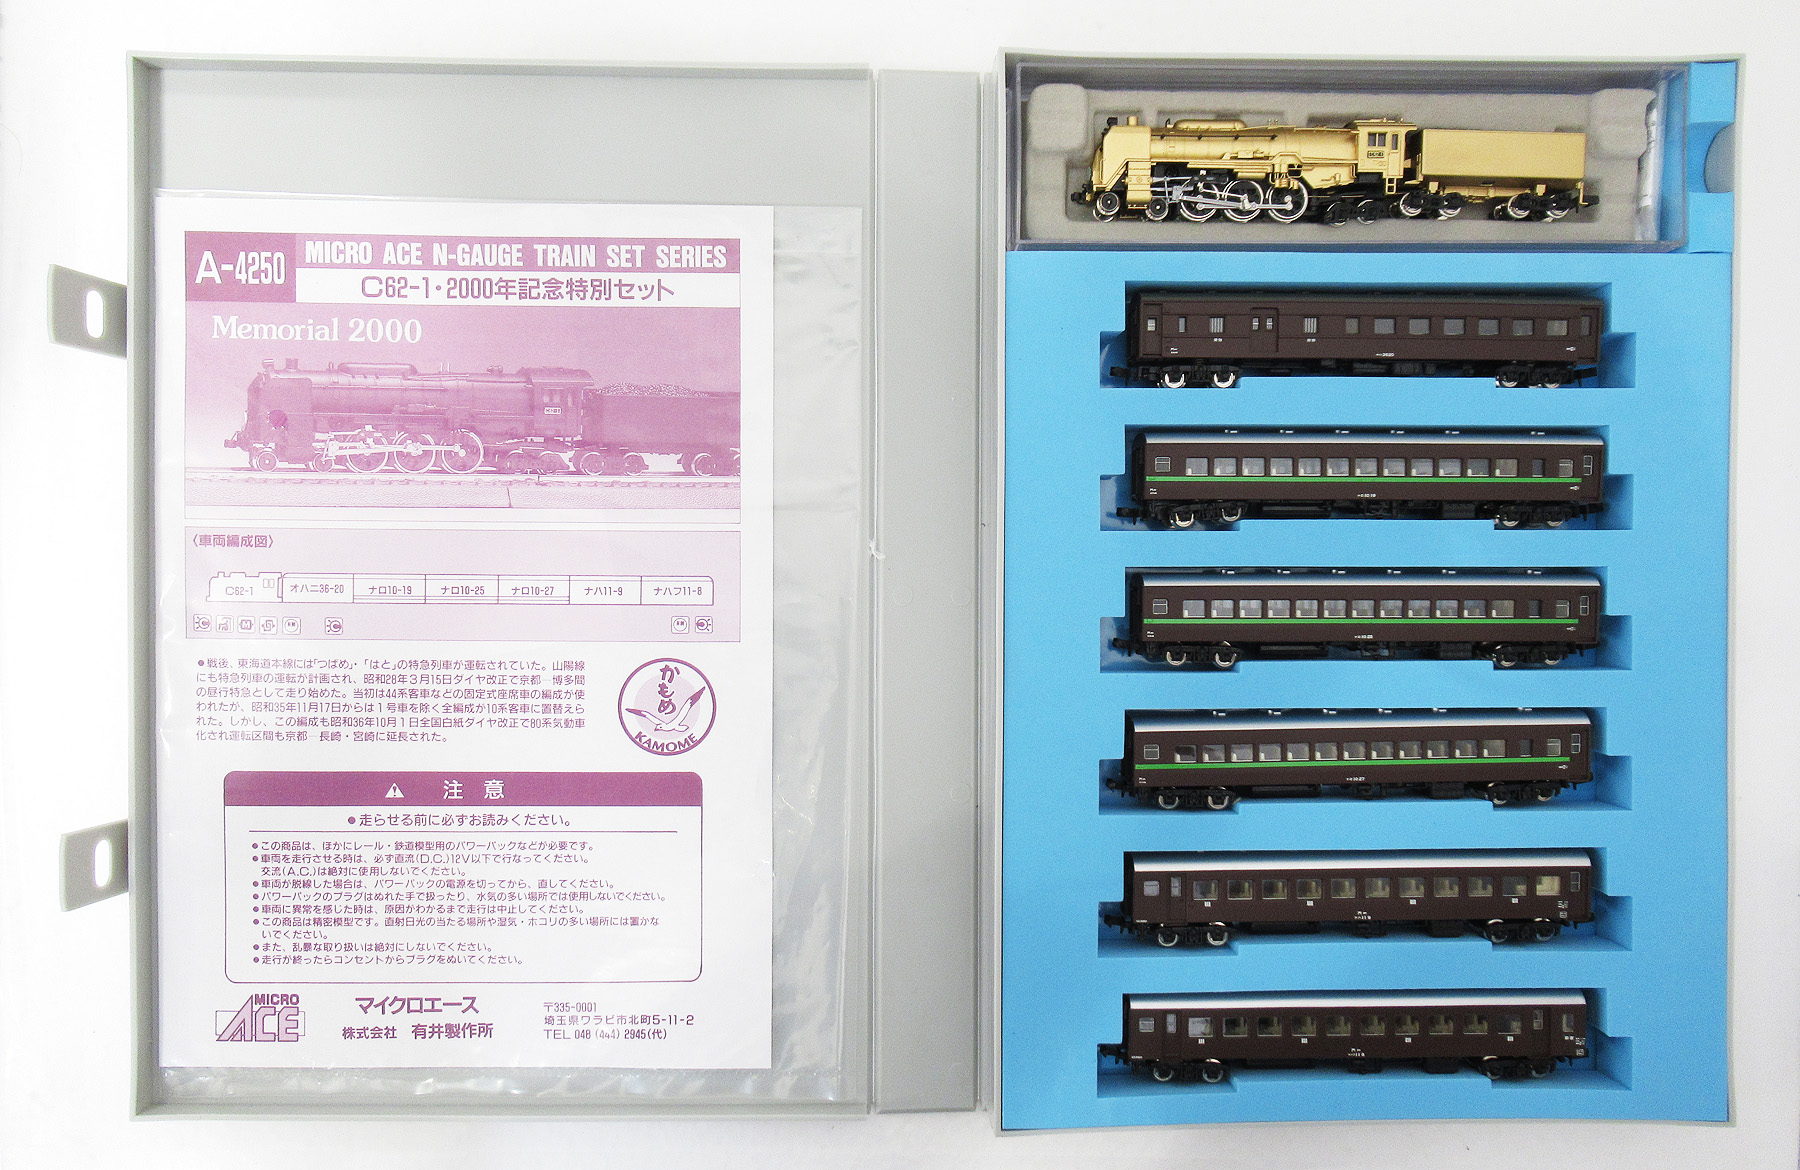 A-4250
MICRO ACE N-GAUGE TRAIN SET SERIES
C62-1・2000年記念特別セット
Memorial 2000
〈車両編成図〉
C62-1 オハニ36-20 ナロ10-19 ナロ10-25 ナロ10-27 ナハ11-9 ナハフ11-8
●戦後、東海道本線には「つばめ」・「はと」の特急列車が運転されていた。山陽線
にも特急列車の運転が計画され、昭和28年3月15日ダイヤ改正で京都―博多間
の昼行特急として走り始めた。当初は44系客車などの固定式座席車の編成が使
われたが、昭和35年11月17日からは1号車を除く全編成が10系客車に置替えら
れた。しかし、この編成も昭和36年10月1日全国白紙ダイヤ改正で80系気動車
化され運転区間も京都―長崎・宮崎に延長された。
かもめ
KAMOME
注意
●走らせる前に必ずお読みください。
●この商品は、ほかにレール・鉄道模型用のパワーパックなどが必要です。
●車両を走行させる時は、必ず直流(D.C.)12V以下で行なってください。
交流(A.C.)は絶対に使用しないでください。
●車両が脱線した場合は、パワーパックの電源を切ってから、直してください。
●パワーパックのプラグはぬれた手で扱ったり、水気の多い場所では使用しないでください。
●車両に異常を感じた時は、原因がわかるまで走行は中止してください。
●この商品は精密模型です。直射日光の当たる場所や湿気・ホコリの多い場所には置かな
いでください。
●また、乱暴な取り扱いは絶対にしないでください。
●走行が終ったらコンセントからプラグをぬいてください。
MICRO
ACE
マイクロエース
株式会社 有井製作所
〒335-0001
埼玉県ワラビ市北町5-11-2
TEL 048 (444) 2945(代)